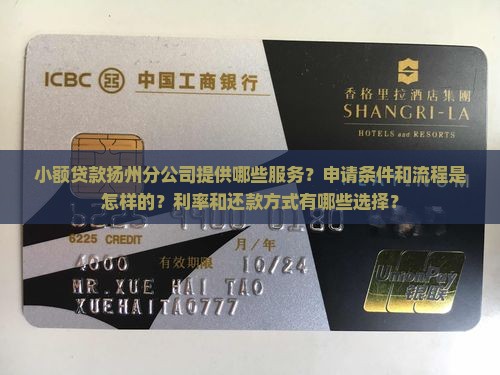 ICBC 中国工商银行
香格里拉酒店集團
SHANGRI-LA
HOTELS and RESORTS
小额贷款扬州分公司提供哪些服务？申请条件和流程是
怎样的？利率和还款方式有哪些选择？
6225 CREDIT
月/年
4000 有效期限 10/24
MR.XUE HAI TAO
XUEHAITAO777
UnionPay
银联